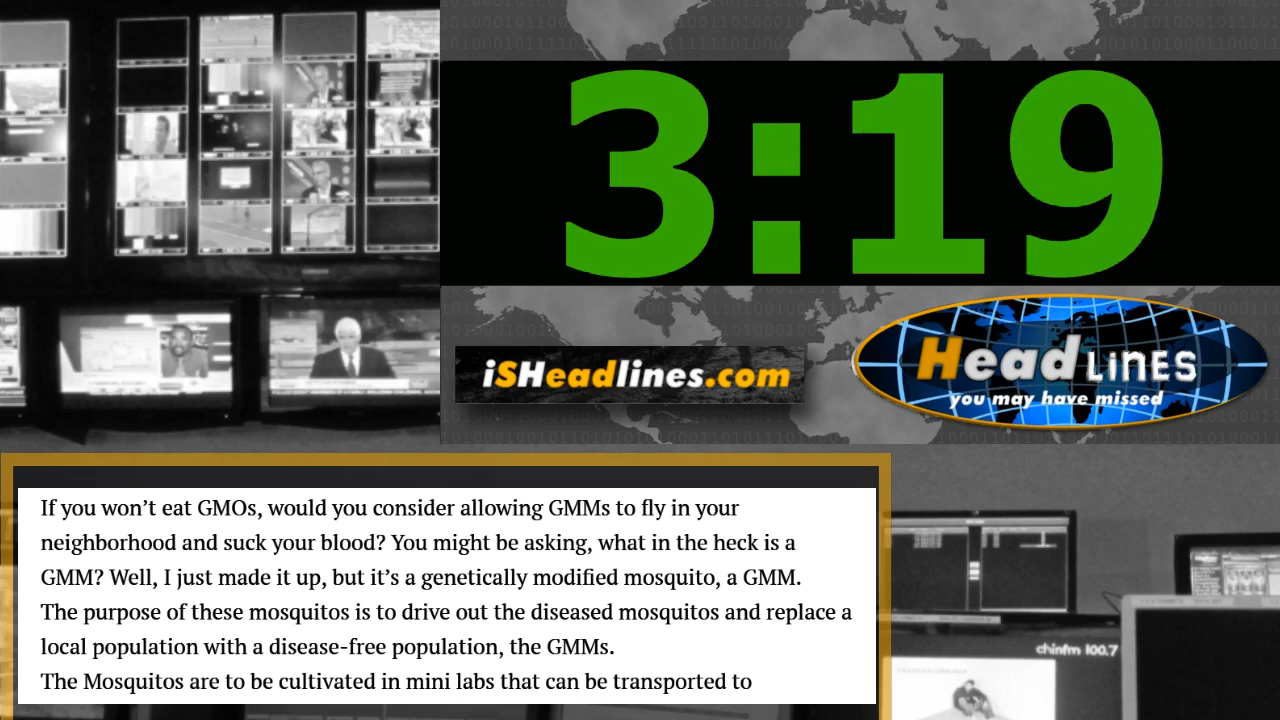 3:19
iSHeadlines.com
HeadLINES
you may have missed
If you won’t eat GMOs, would you consider allowing GMMs to fly in your
neighborhood and suck your blood? You might be asking, what in the heck is a
GMM? Well, I just made it up, but it’s a genetically modified mosquito, a GMM.
The purpose of these mosquitos is to drive out the diseased mosquitos and replace a
local population with a disease-free population, the GMMs.
The Mosquitos are to be cultivated in mini labs that can be transported to
chinfm 100.7